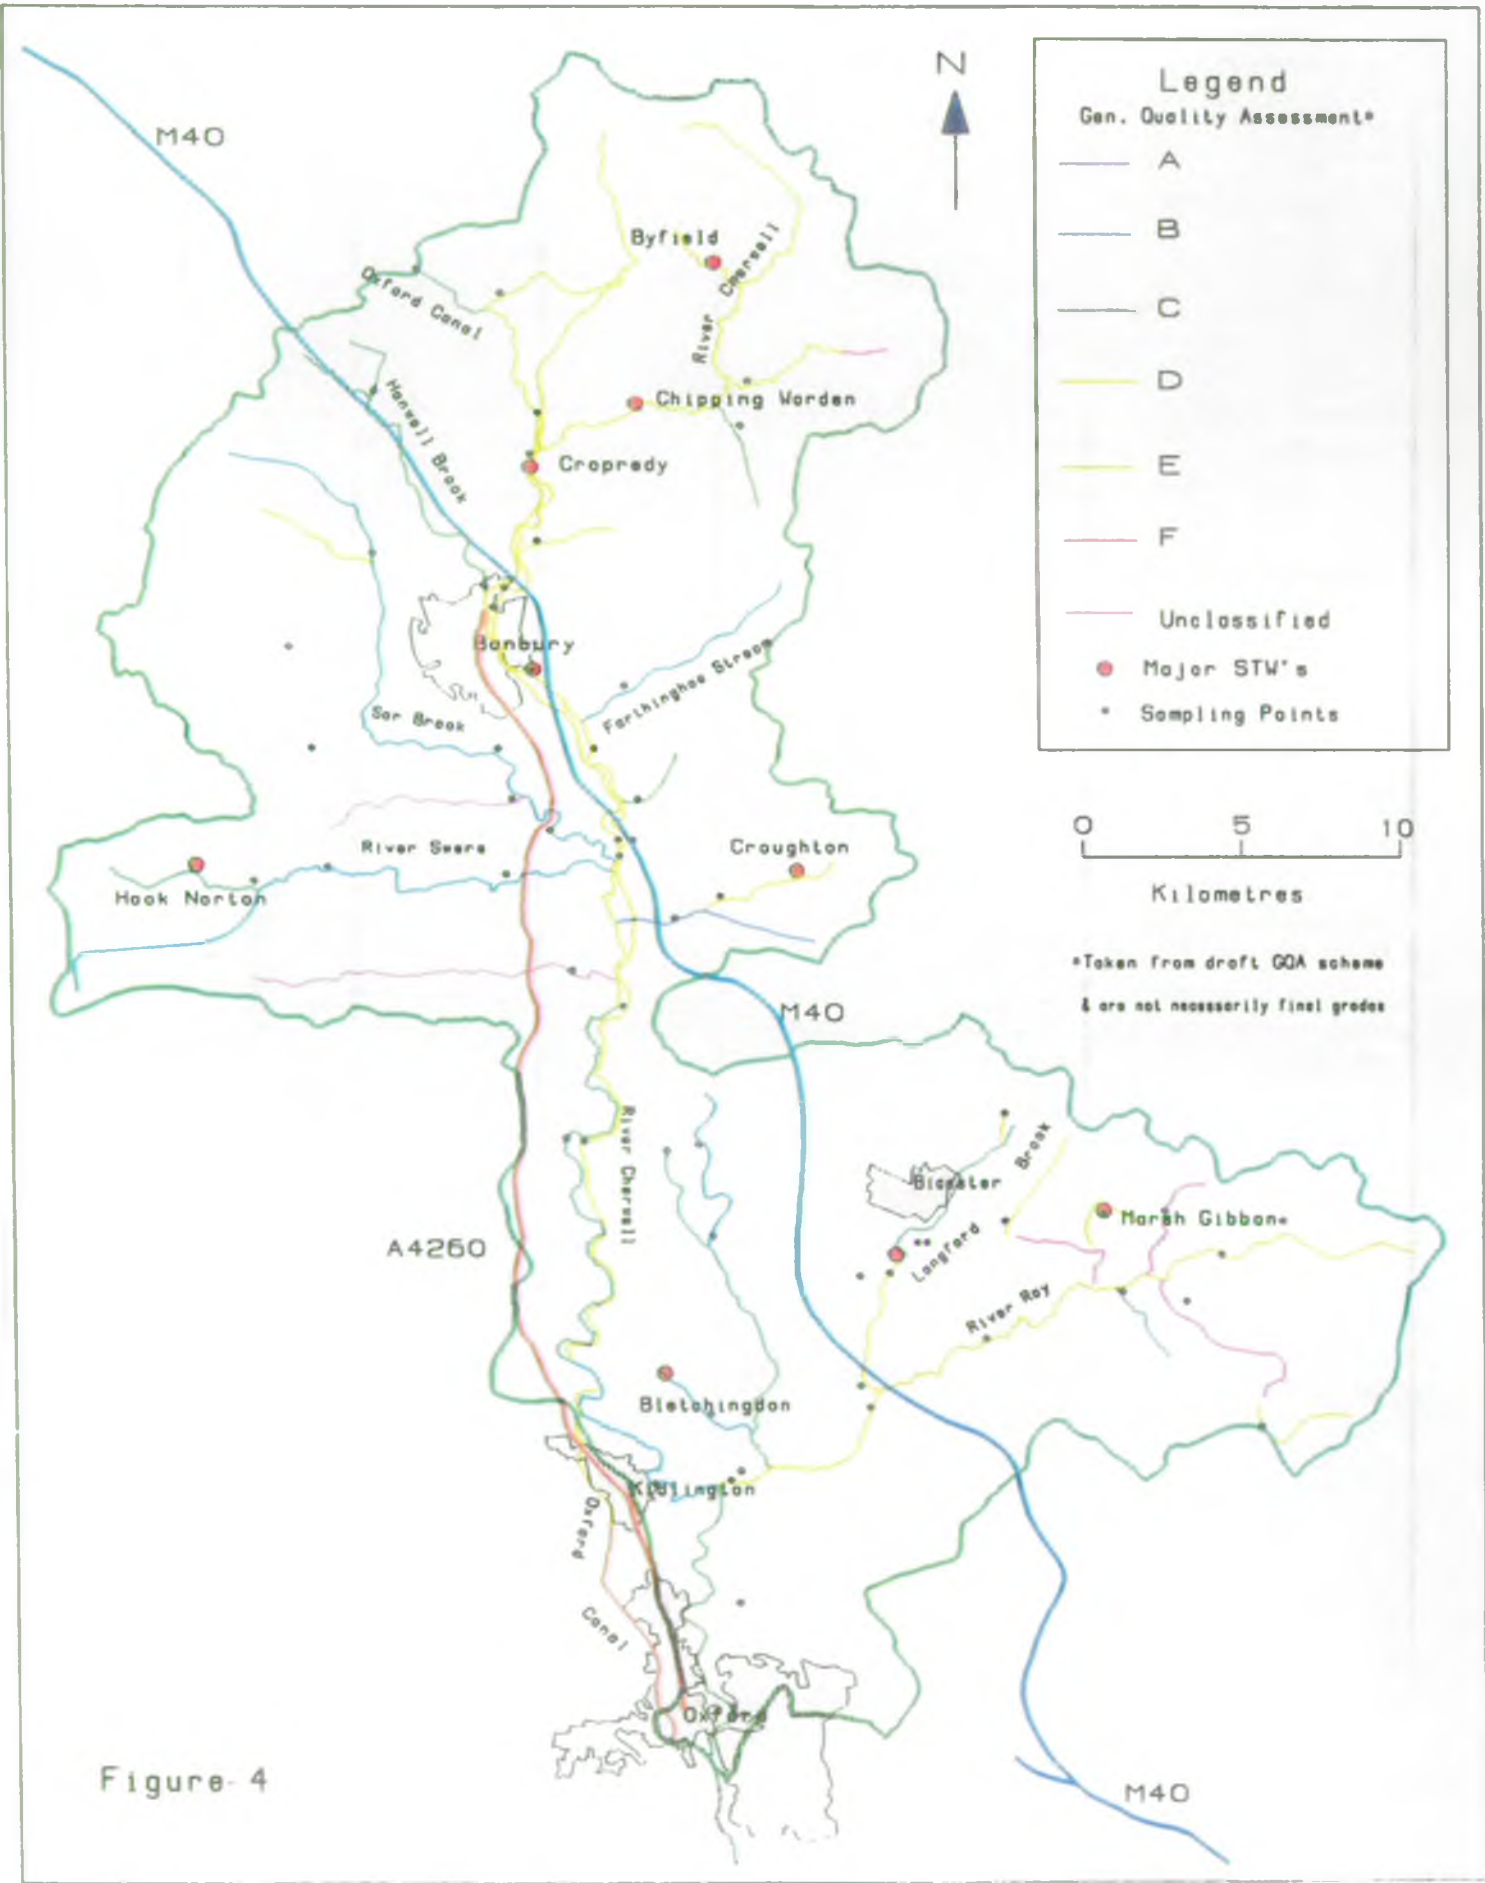 N
M40
Legend
Gen. Quality Assessment*
A
B
C
D
E
F
Unclassified
Major STW's
Sampling Points
Byfield
River Cherwell
Oxford Canal
Hanwell Brook
Chipping Warden
Cropredy
Banbury
Farthinghoe Stream
Sor Brook
River Swere
Croughton
Hook Norton
0 5 10
Kilometres
*Taken from draft GQA scheme
& are not necessarily final grades
M40
River Cherwell
Bicester
Langford Brook
Marsh Gibbon
A4260
River Ray
Bletchingdon
Kidlington
Oxford
Canal
Oxford
Figure 4
M40